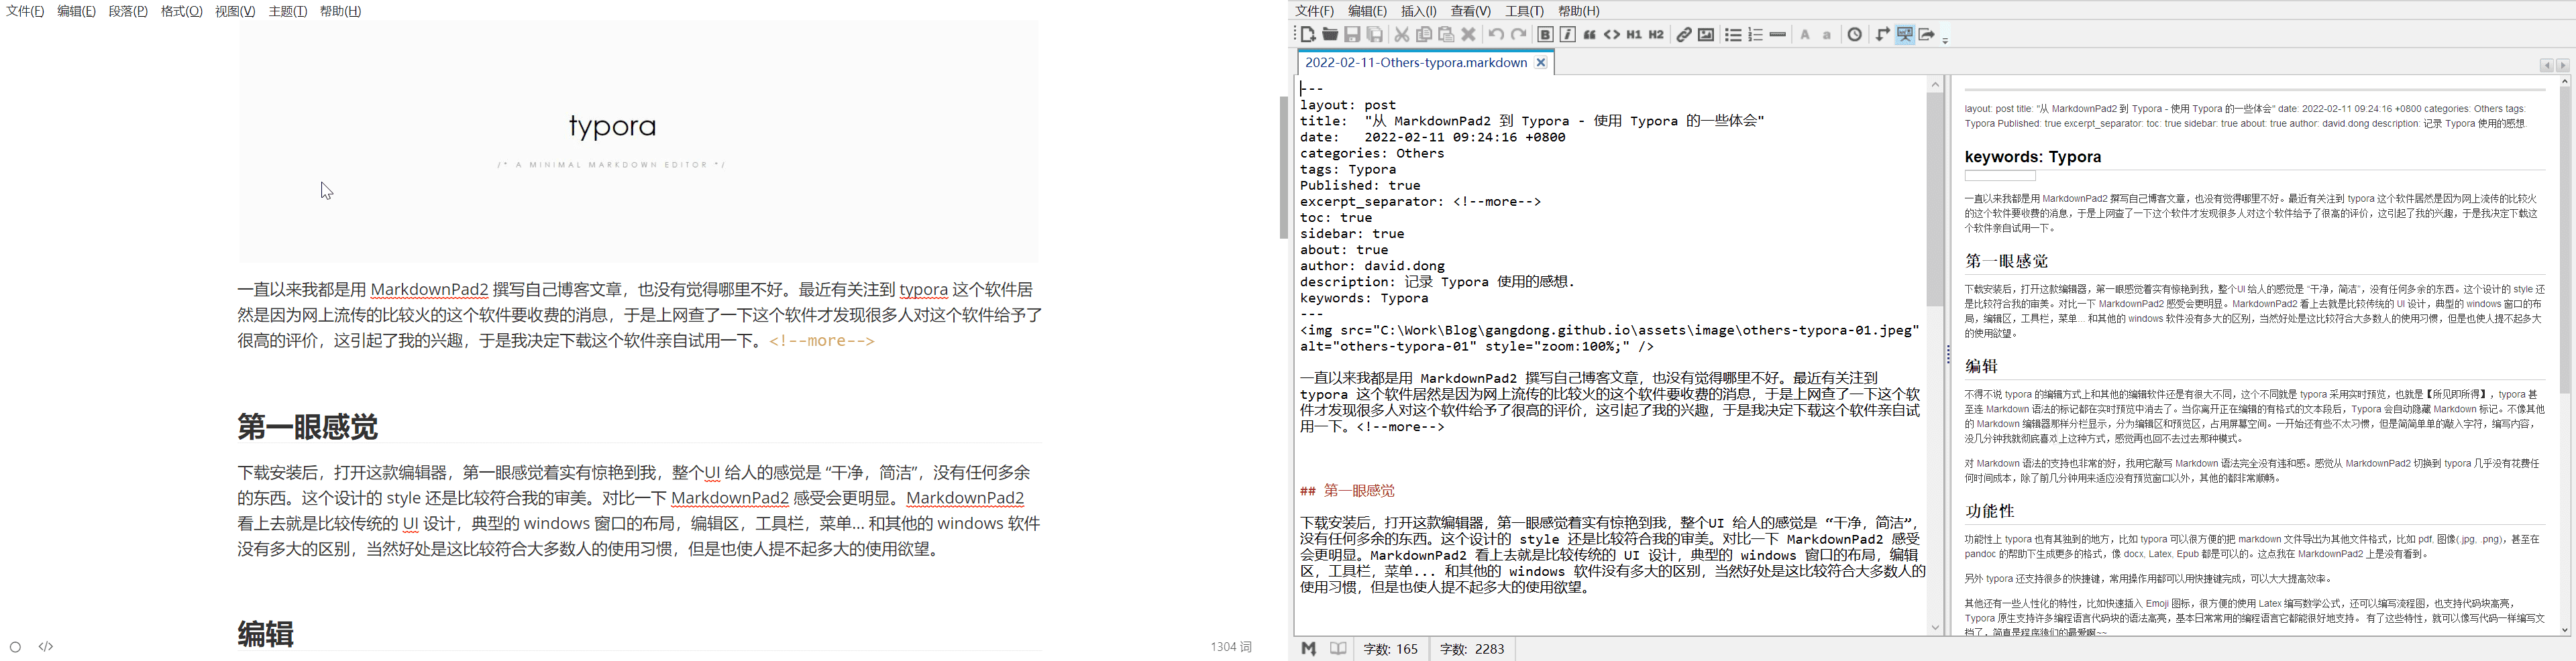 文件(F) 编辑(E) 段落(P) 格式(O) 视图(V) 主题(T) 帮助(H)
typora
/* A MINIMAL MARKDOWN EDITOR */
一直以来我都是用 MarkdownPad2 撰写自己博客文章，也没有觉得哪里不好。最近有关注到 typora 这个软件居
然是因为网上流传的比较火的这个软件要收费的消息，于是上网查了一下这个软件才发现很多人对这个软件给予了
很高的评价，这引起了我的兴趣，于是我决定下载这个软件亲自试用一下。<!--more-->
第一眼感觉
下载安装后，打开这款编辑器，第一眼感觉着实有惊艳到我，整个UI 给人的感觉是 “干净，简洁”，没有任何多余
的东西。这个设计的 style 还是比较符合我的审美。对比一下 MarkdownPad2 感受会更明显。MarkdownPad2
看上去就是比较传统的 UI 设计，典型的 windows 窗口的布局，编辑区，工具栏，菜单... 和其他的 windows 软件
没有多大的区别，当然好处是这比较符合大多数人的使用习惯，但是也使人提不起多大的使用欲望。
编辑
1304 词
文件(F) 编辑(E) 插入(I) 查看(V) 工具(T) 帮助(H)
B i H1 H2 A a
2022-02-11-Others-typora.markdown
---
layout: post
title:  "从 MarkdownPad2 到 Typora - 使用 Typora 的一些体会"
date:   2022-02-11 09:24:16 +0800
categories: Others
tags: Typora
Published: true
excerpt_separator: <!--more-->
toc: true
sidebar: true
about: true
author: david.dong
description: 记录 Typora 使用的感想.
keywords: Typora
---
<img src="C:\Work\Blog\gangdong.github.io\assets\image\others-typora-01.jpeg"
alt="others-typora-01" style="zoom:100%;" />
一直以来我都是用 MarkdownPad2 撰写自己博客文章，也没有觉得哪里不好。最近有关注到
typora 这个软件居然是因为网上流传的比较火的这个软件要收费的消息，于是上网查了一下这个软
件才发现很多人对这个软件给予了很高的评价，这引起了我的兴趣，于是我决定下载这个软件亲自试
用一下。<!--more-->
## 第一眼感觉
下载安装后，打开这款编辑器，第一眼感觉着实有惊艳到我，整个UI 给人的感觉是 “干净，简洁”，
没有任何多余的东西。这个设计的 style 还是比较符合我的审美。对比一下 MarkdownPad2 感受
会更明显。MarkdownPad2 看上去就是比较传统的 UI 设计，典型的 windows 窗口的布局，编辑
区，工具栏，菜单... 和其他的 windows 软件没有多大的区别，当然好处是这比较符合大多数人的
使用习惯，但是也使人提不起多大的使用欲望。
字数: 165 字数: 2283
layout: post title: "从 MarkdownPad2 到 Typora - 使用 Typora 的一些体会" date: 2022-02-11 09:24:16 +0800 categories: Others tags:
Typora Published: true excerpt_separator: toc: true sidebar: true about: true author: david.dong description: 记录 Typora 使用的感想.
keywords: Typora
一直以来我都是用 MarkdownPad2 撰写自己博客文章，也没有觉得哪里不好。最近有关注到 typora 这个软件居然是因为网上流传的比较火
的这个软件要收费的消息，于是上网查了一下这个软件才发现很多人对这个软件给予了很高的评价，这引起了我的兴趣，于是我决定下载这
个软件亲自试用一下。
第一眼感觉
下载安装后，打开这款编辑器，第一眼感觉着实有惊艳到我，整个UI 给人的感觉是 “干净，简洁”，没有任何多余的东西。这个设计的 style 还
是比较符合我的审美。对比一下 MarkdownPad2 感受会更明显。MarkdownPad2 看上去就是比较传统的 UI 设计，典型的 windows 窗口的布
局，编辑区，工具栏，菜单... 和其他的 windows 软件没有多大的区别，当然好处是这比较符合大多数人的使用习惯，但是也使人提不起多大
的使用欲望。
编辑
不得不说 typora 的编辑方式上和其他的编辑软件还是有很大不同，这个不同就是 typora 采用实时预览，也就是【所见即所得】，typora 甚
至连 Markdown 语法的标记都在实时预览中消去了。当你离开正在编辑的有格式的文本段后，Typora 会自动隐藏 Markdown 标记。不像其他
的 Markdown 编辑器那样分栏显示，分为编辑区和预览区，占用屏幕空间。一开始还有些不太习惯，但是简简单单的敲入字符，编写内容，
没几分钟我就彻底喜欢上这种方式，感觉再也回不去过去那种模式。
对 Markdown 语法的支持也非常的好，我用它敲写 Markdown 语法完全没有违和感。感觉从 MarkdownPad2 切换到 typora 几乎没有花费任
何时间成本，除了前几分钟用来适应没有预览窗口以外，其他的都非常顺畅。
功能性
功能性上 typora 也有其独到的地方，比如 typora 可以很方便的把 markdown 文件导出为其他文件格式，比如 pdf, 图像(.jpg, .png)，甚至在
pandoc 的帮助下生成更多的格式，像 docx, Latex, Epub 都是可以的。这点我在 MarkdownPad2 上是没有看到。
另外 typora 还支持很多的快捷键，常用操作用都可以用快捷键完成，可以大大提高效率。
其他还有一些人性化的特性，比如快速插入 Emoji 图标，很方便的使用 Latex 编写数学公式，还可以编写流程图，也支持代码块高亮，
Typora 原生支持许多编程语言代码块的语法高亮，基本日常常用的编程语言它都能很好地支持。 有了这些特性，就可以像写代码一样编写文
档了，简直是程序猿们的最爱啊~~